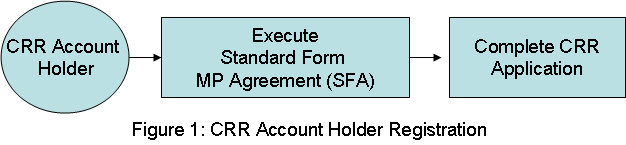 CRR Account
Holder
Execute
Standard Form
MP Agreement (SFA)
Complete CRR
Application
Figure 1: CRR Account Holder Registration